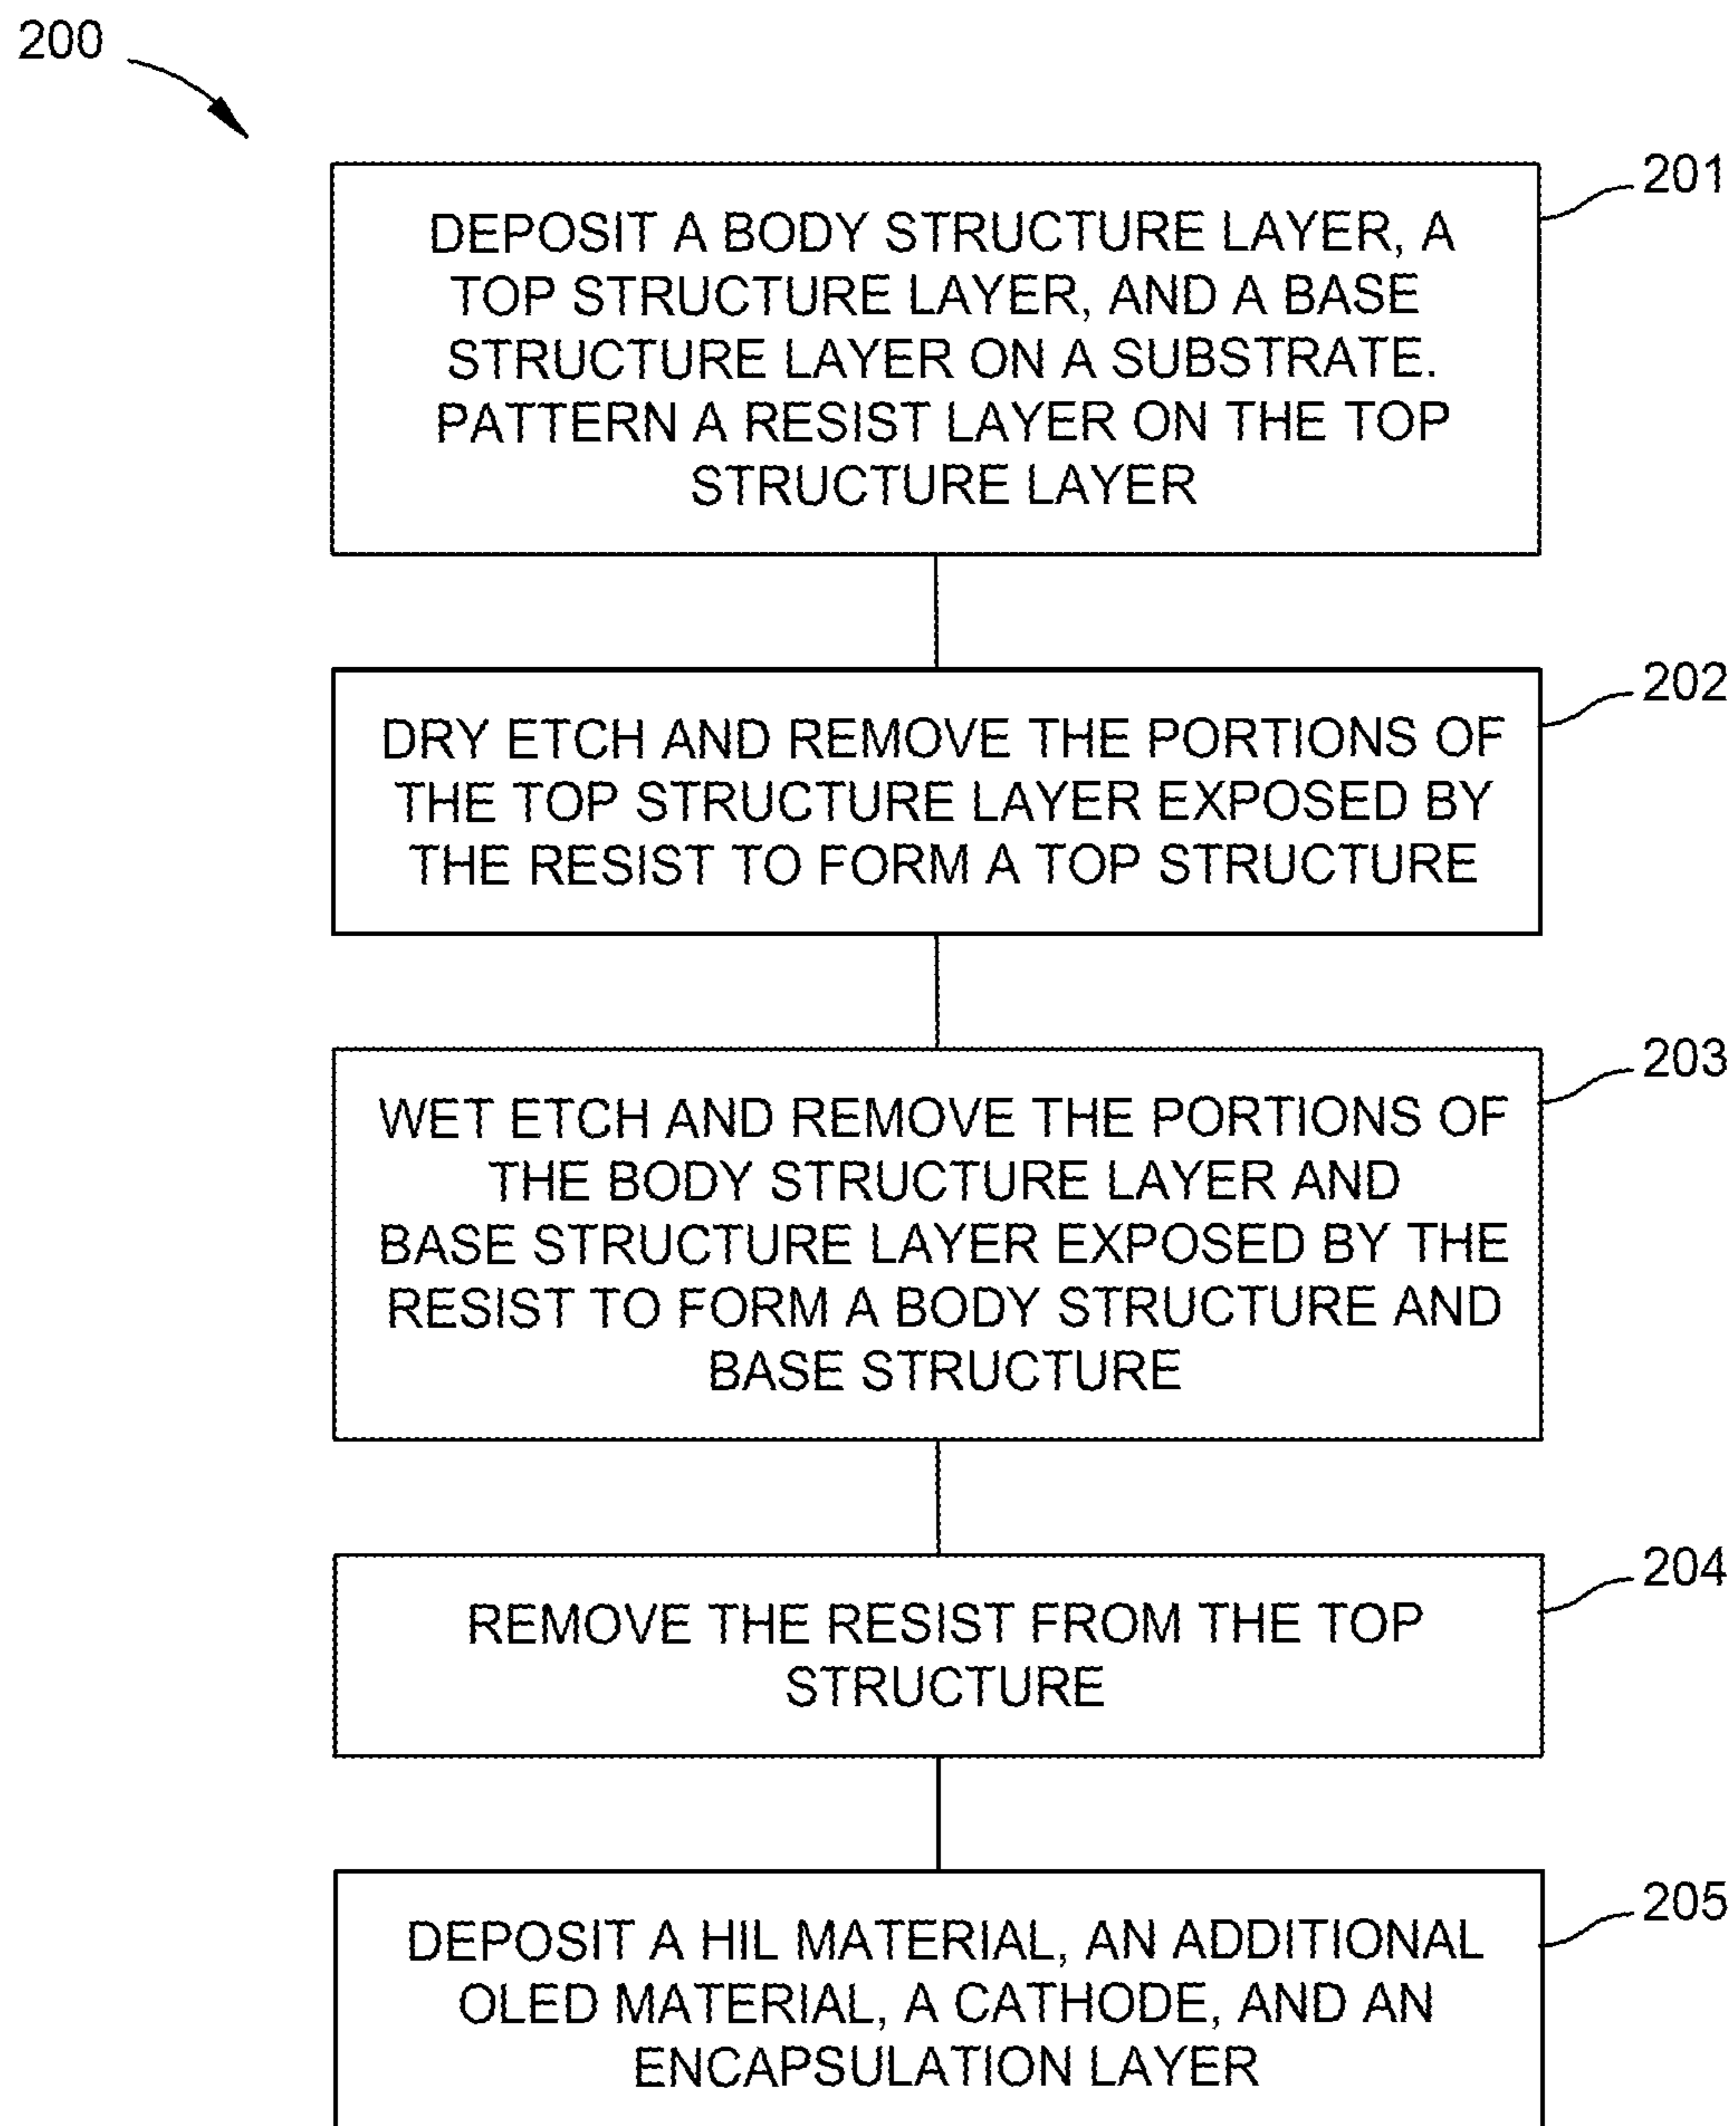 200
201
DEPOSIT A BODY STRUCTURE LAYER, A
TOP STRUCTURE LAYER, AND A BASE
STRUCTURE LAYER ON A SUBSTRATE.
PATTERN A RESIST LAYER ON THE TOP
STRUCTURE LAYER
202
DRY ETCH AND REMOVE THE PORTIONS OF
THE TOP STRUCTURE LAYER EXPOSED BY
THE RESIST TO FORM A TOP STRUCTURE
203
WET ETCH AND REMOVE THE PORTIONS OF
THE BODY STRUCTURE LAYER AND
BASE STRUCTURE LAYER EXPOSED BY THE
RESIST TO FORM A BODY STRUCTURE AND
BASE STRUCTURE
204
REMOVE THE RESIST FROM THE TOP
STRUCTURE
205
DEPOSIT A HIL MATERIAL, AN ADDITIONAL
OLED MATERIAL, A CATHODE, AND AN
ENCAPSULATION LAYER